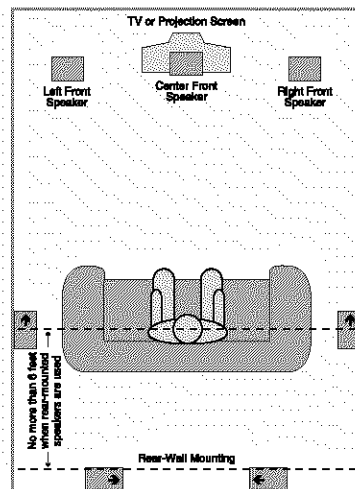 TV or Projection Screen
Left Front
Speaker
Center Front
Speaker
Right Front
Speaker
No more than 6 feet
when rear-mounted
speakers are used
Rear-Wall Mounting